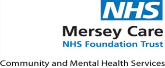 NHS
Mersey Care
NHS Foundation Trust
Community and Mental Health Services